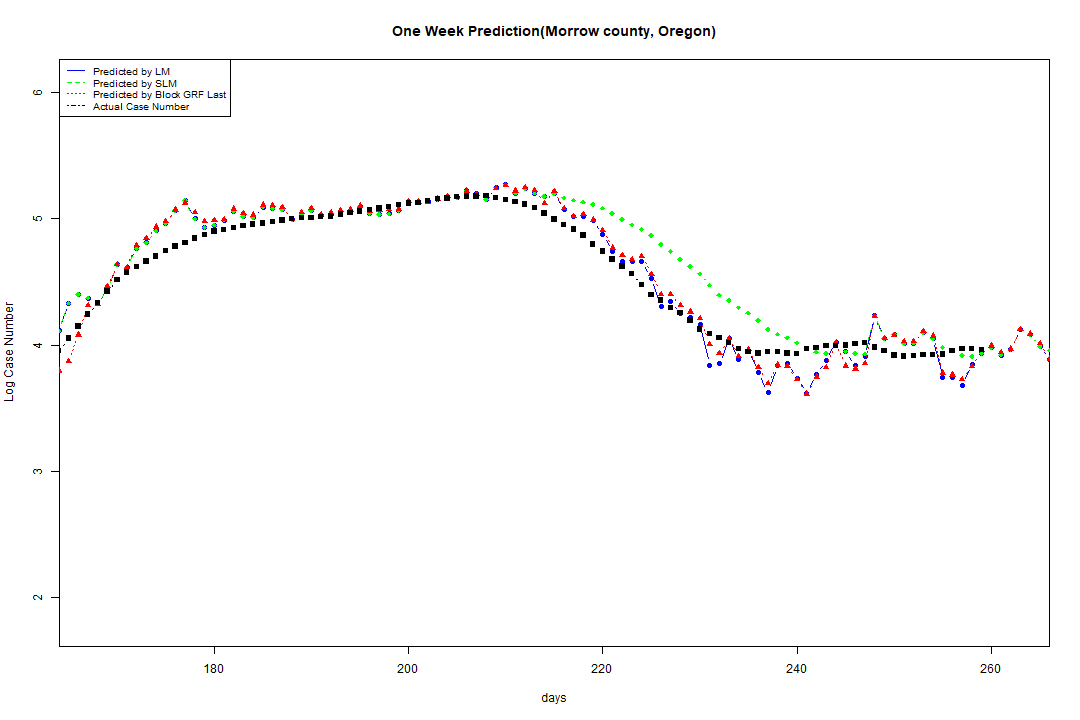 One Week Prediction(Morrow county, Oregon)
Predicted by LM
Predicted by SLM
Predicted by Block GRF Last
Actual Case Number
6
5
4
3
2
Log Case Number
180 200 220 240 260
days